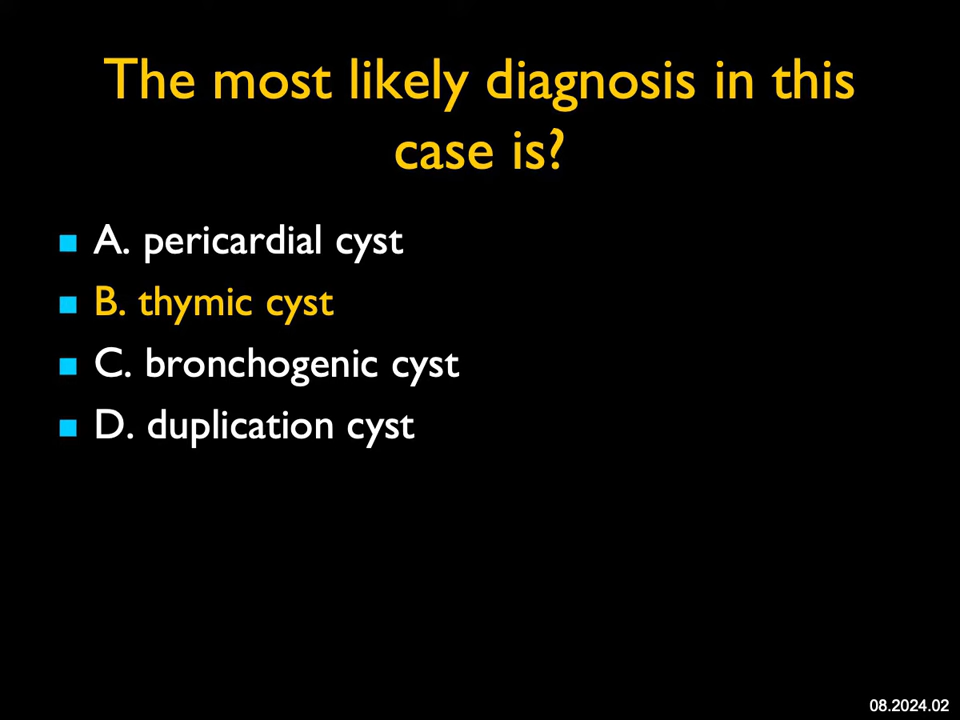 The most likely diagnosis in this
case is?
A. pericardial cyst
B. thymic cyst
C. bronchogenic cyst
D. duplication cyst
08.2024.02